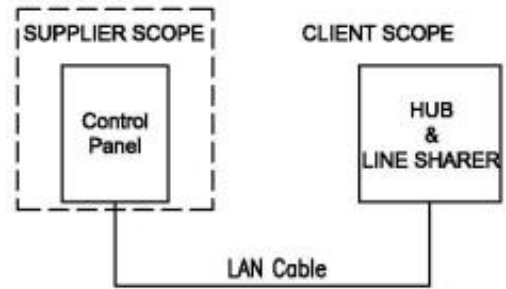 SUPPLIER SCOPE
CLIENT SCOPE
Control
Panel
HUB
&
LINE SHARER
LAN Cable